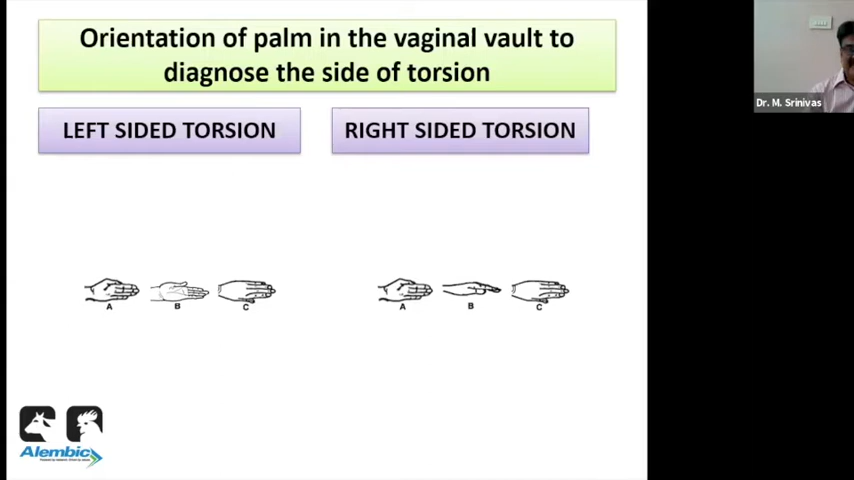 Orientation of palm in the vaginal vault to
diagnose the side of torsion
LEFT SIDED TORSION
RIGHT SIDED TORSION
A B C
A B C
Alembic
Dr. M. Srinivas